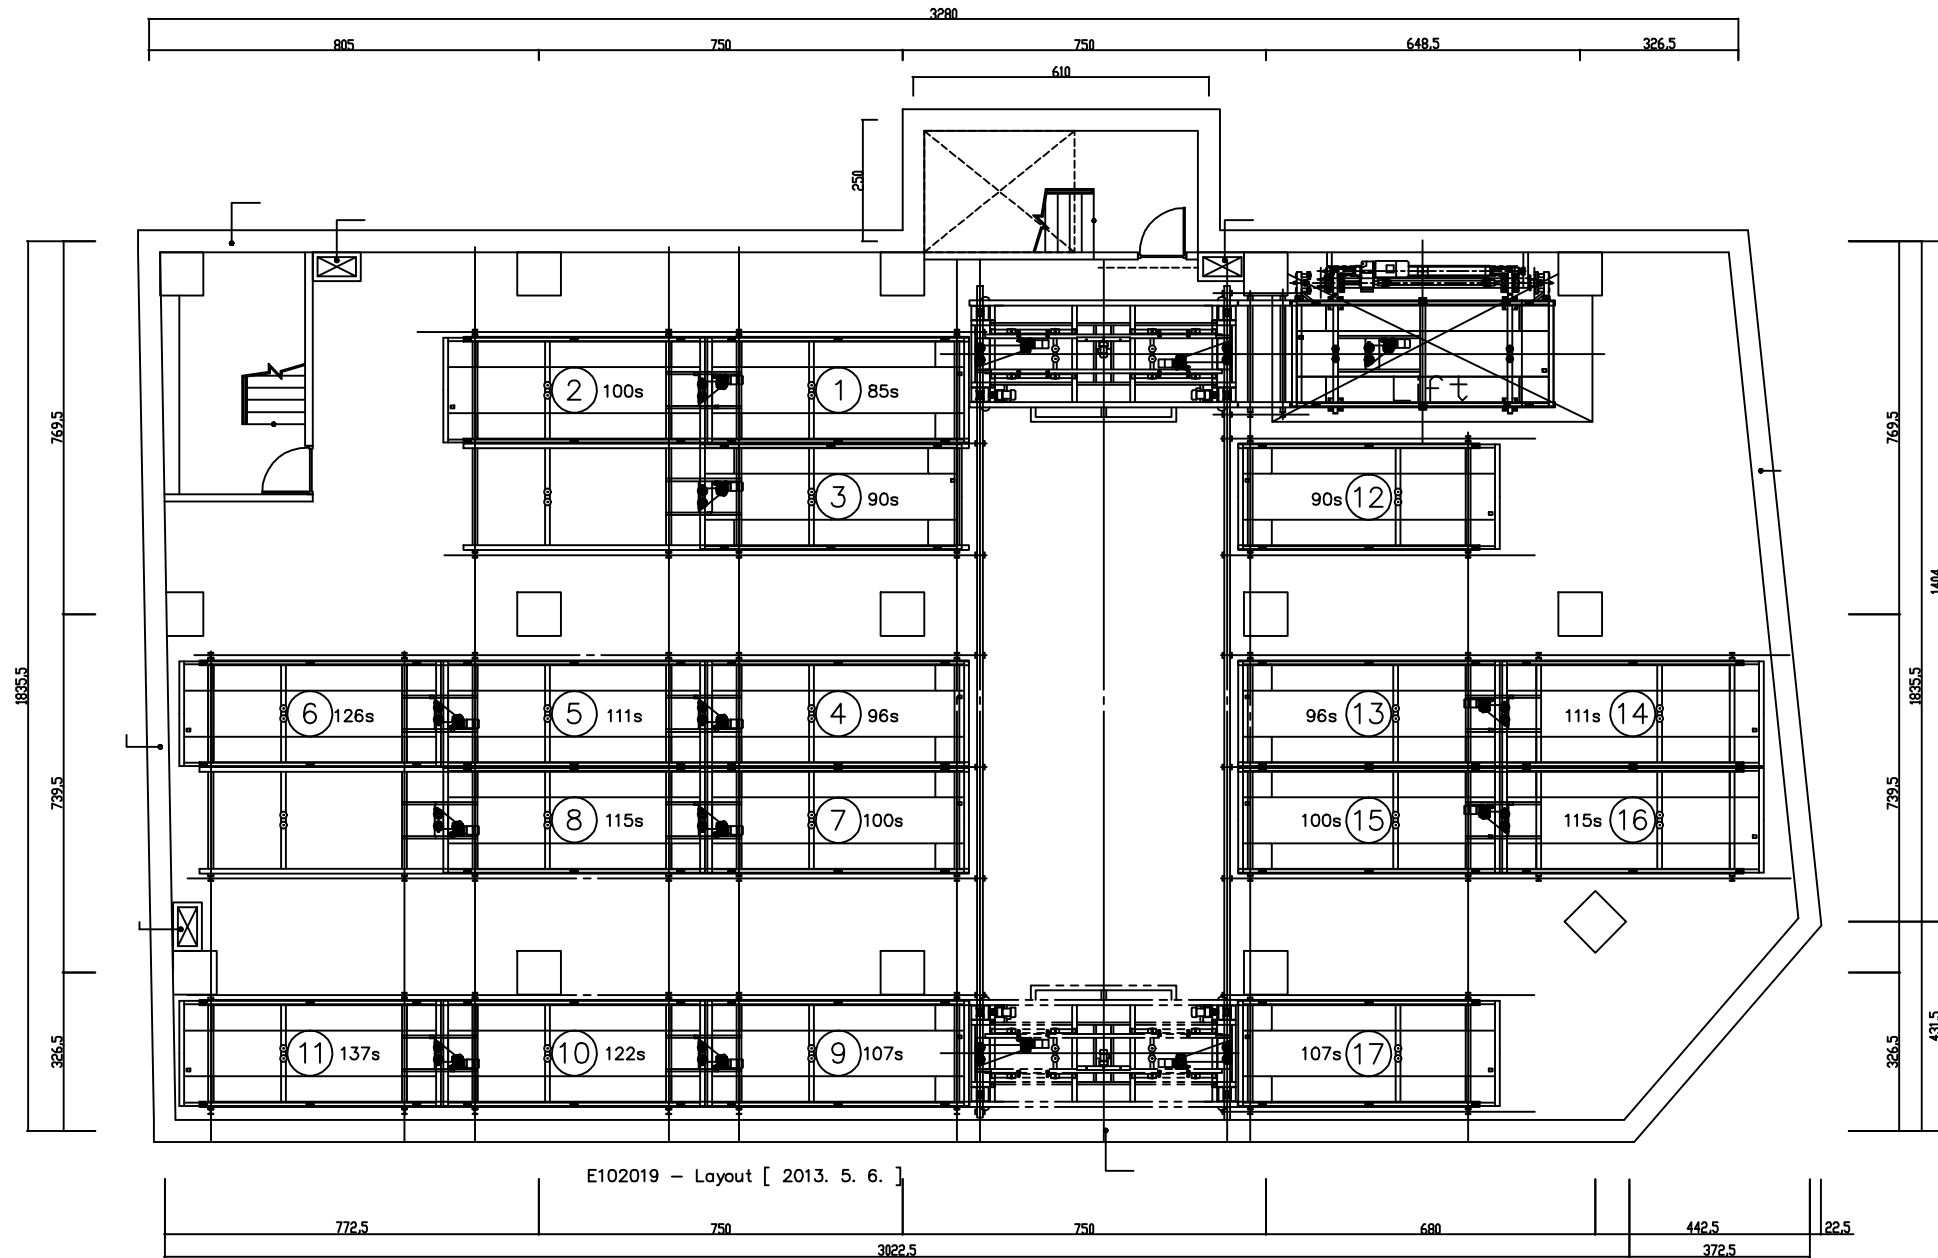 3280
805 750 750 648,5 326,5
610
250
Lift
2 100s 1 85s
769,5 769,5
3 90s 90s 12
1404
1835,5 1835,5
6 126s 5 111s 4 96s 96s 13 111s 14
739,5 739,5
8 115s 7 100s 100s 15 115s 16
431,5
326,5 326,5
11 137s 10 122s 9 107s 107s 17
E102019 – Layout [ 2013. 5. 6. ]
772,5 750 750 680 442,5 22,5
3022,5 372,5